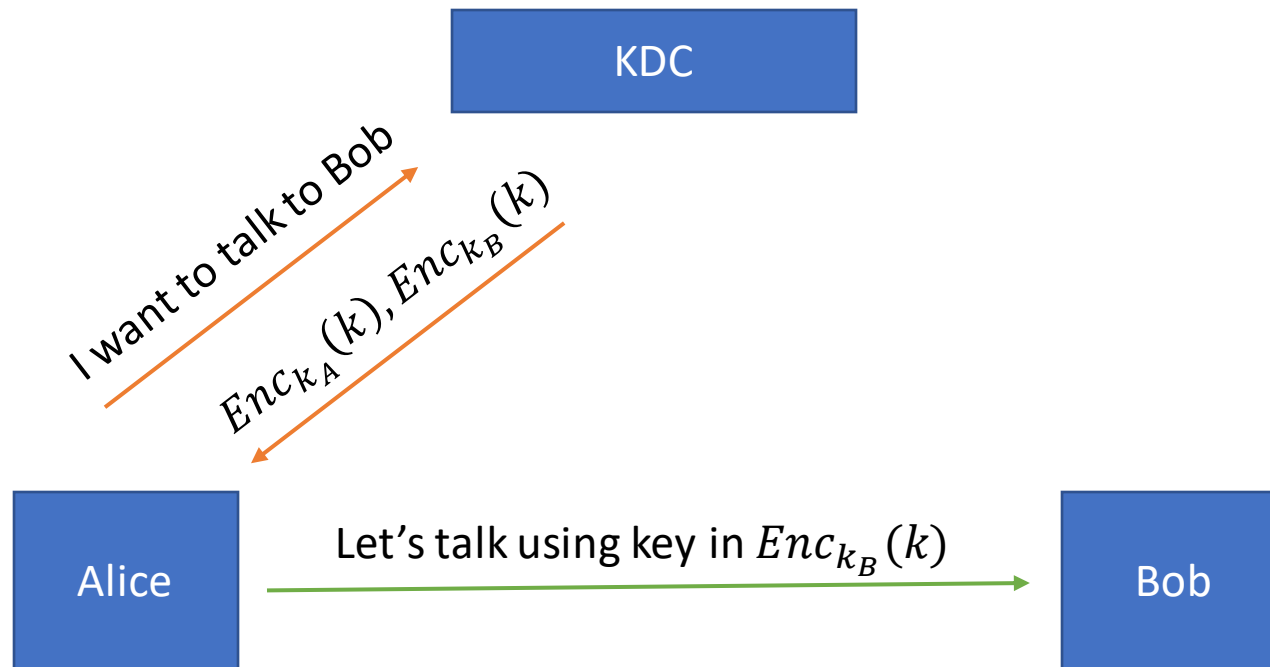 KDC
I want to talk to Bob
$Enc_{k_A}(k), Enc_{k_B}(k)$
Let’s talk using key in $Enc_{k_B}(k)$
Alice
Bob